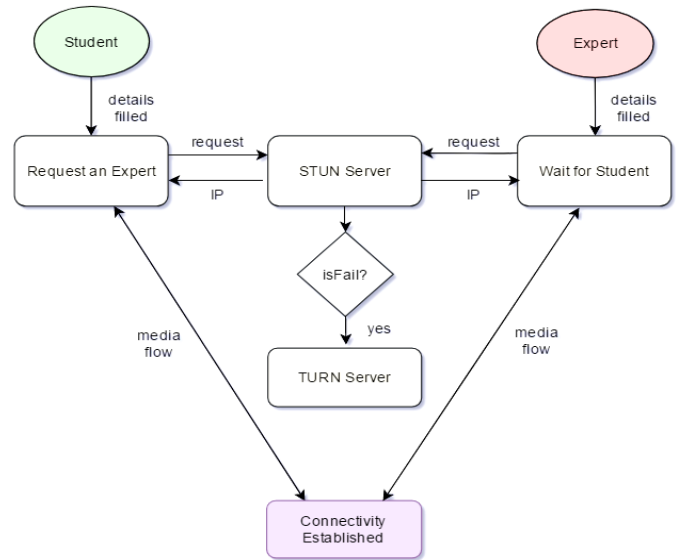 Student
Expert
details
filled
details
filled
request
request
Request an Expert
STUN Server
Wait for Student
IP
IP
isFail?
yes
media
flow
media
flow
TURN Server
Connectivity
Established